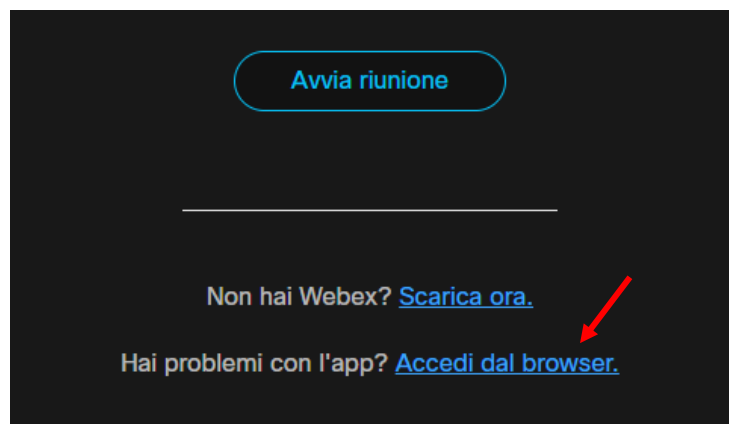 Avvia riunione
Non hai Webex? Scarica ora.
Hai problemi con l'app? Accedi dal browser.